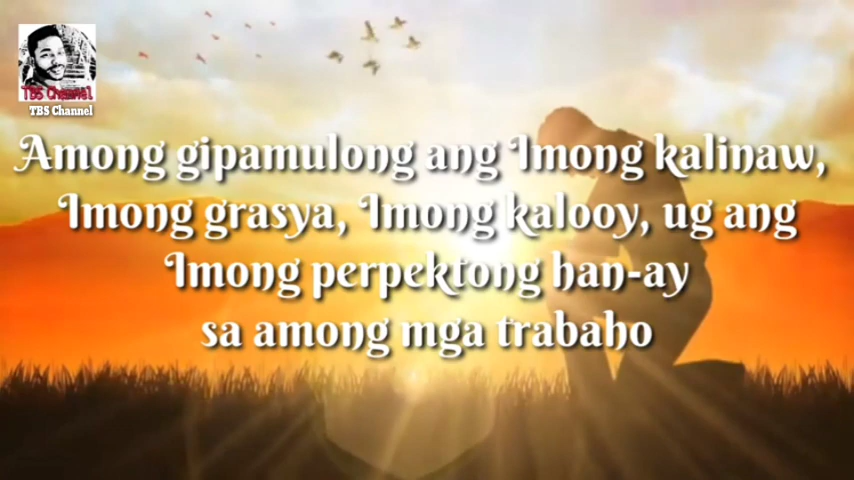 TBS Channel
TBS Channel
Among gipamulong ang Imong kalinaw,
Imong grasya, Imong kalooy, ug ang
Imong perpektong han-ay
sa among mga trabaho